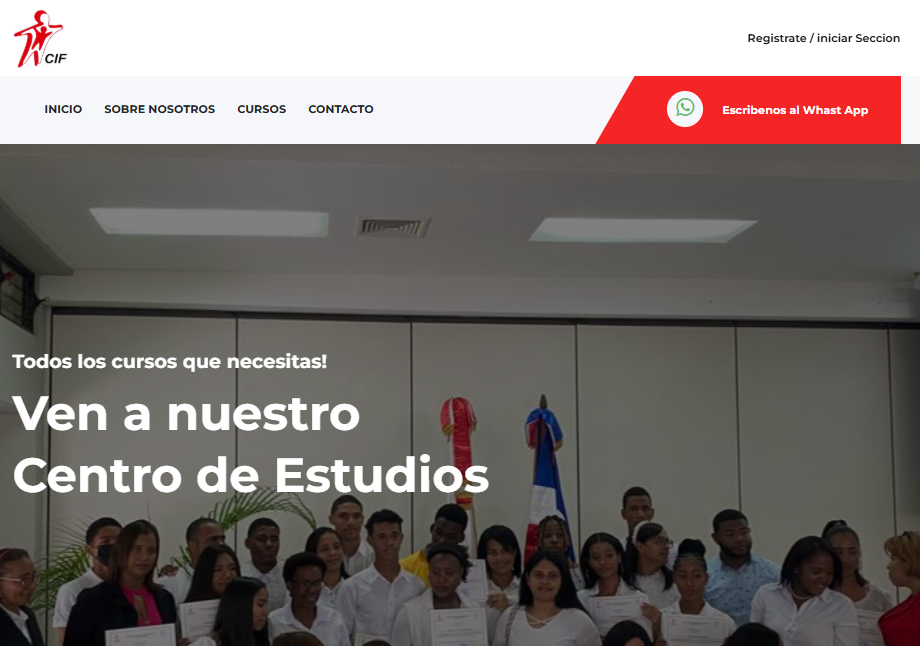 CIF
Registrate / iniciar Seccion
INICIO SOBRE NOSOTROS CURSOS CONTACTO
Escribenos al Whast App
Todos los cursos que necesitas!
Ven a nuestro
Centro de Estudios